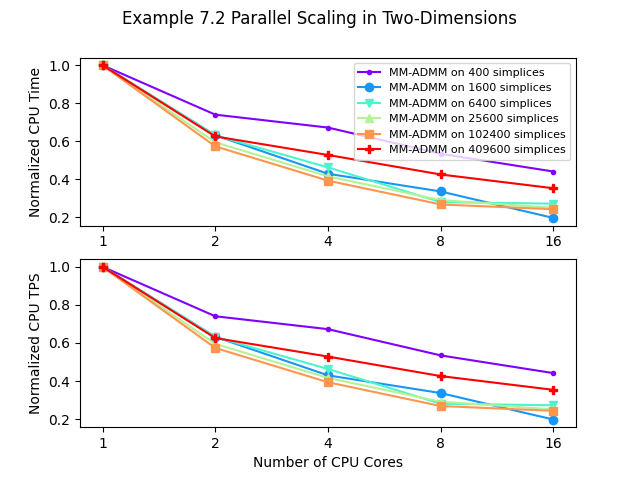 Example 7.2 Parallel Scaling in Two-Dimensions
Normalized CPU Time
1.0
0.8
0.6
0.4
0.2
MM-ADMM on 400 simplices
MM-ADMM on 1600 simplices
MM-ADMM on 6400 simplices
MM-ADMM on 25600 simplices
MM-ADMM on 102400 simplices
MM-ADMM on 409600 simplices
1 2 4 8 16
Normalized CPU TPS
1.0
0.8
0.6
0.4
0.2
1 2 4 8 16
Number of CPU Cores